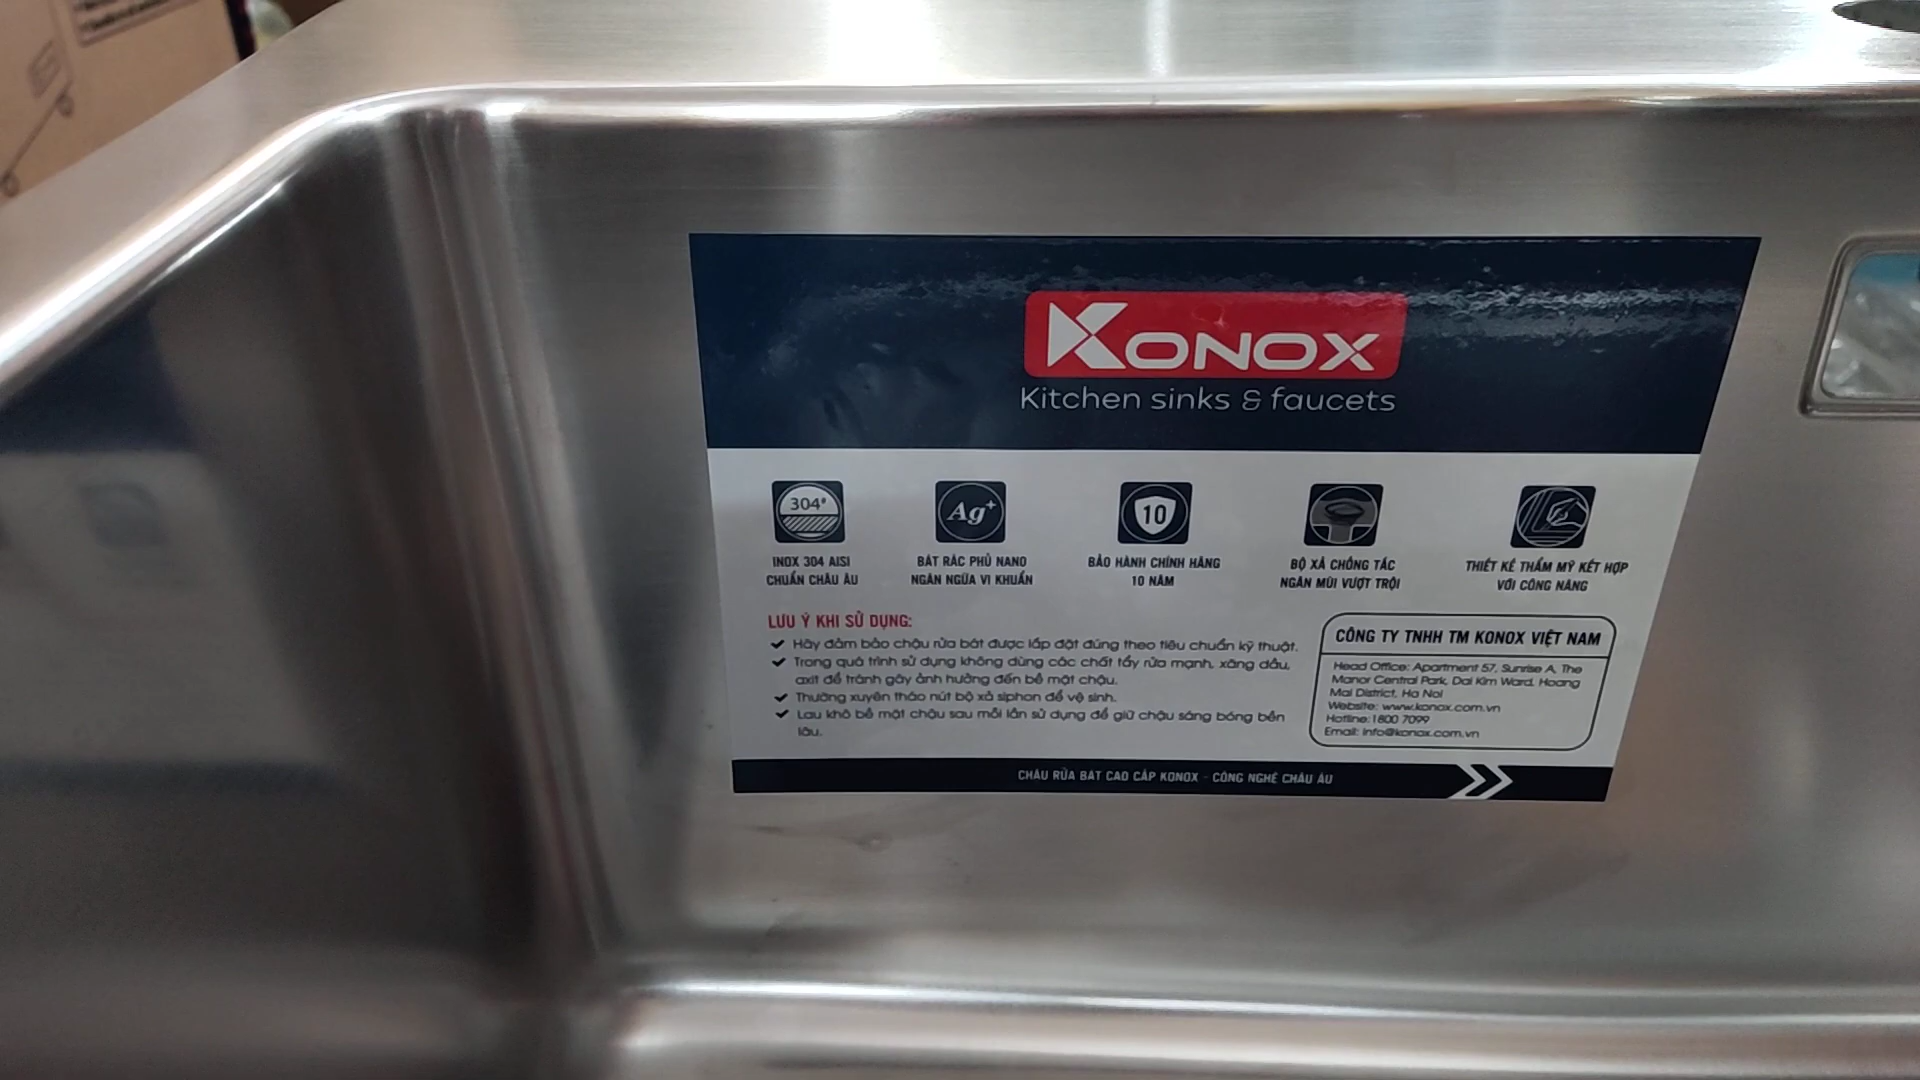 KONOX
Kitchen sinks & faucets
304#
Ag+
10
INOX 304 AISI
CHUẨN CHÂU ÂU
BÁT RÁC PHỦ NANO
NGĂN NGỪA VI KHUẨN
BẢO HÀNH CHÍNH HÃNG
10 NĂM
BỘ XẢ CHỐNG TẮC
NGĂN MÙI VƯỢT TRỘI
THIẾT KẾ THẨM MỸ KẾT HỢP
VỚI CÔNG NĂNG
LƯU Ý KHI SỬ DỤNG:
Hãy đảm bảo chậu rửa bát được lắp đặt đúng theo tiêu chuẩn kỹ thuật.
Trong quá trình sử dụng không dùng các chất tẩy rửa mạnh, xăng dầu,
axit để tránh gây ảnh hưởng đến bề mặt chậu.
Thường xuyên tháo nút bộ xả siphon để vệ sinh.
Lau khô bề mặt chậu sau mỗi lần sử dụng để giữ chậu sáng bóng bền
lâu.
CÔNG TY TNHH TM KONOX VIỆT NAM
Head Office: Apartment 57, Sunrise A, The
Manor Central Park, Dai Kim Ward, Hoang
Mai District, Ha Noi
Website: www.konox.com.vn
Hotline:1800 7099
Email: info@konox.com.vn
CHẬU RỬA BÁT CAO CẤP KONOX - CÔNG NGHỆ CHÂU ÂU